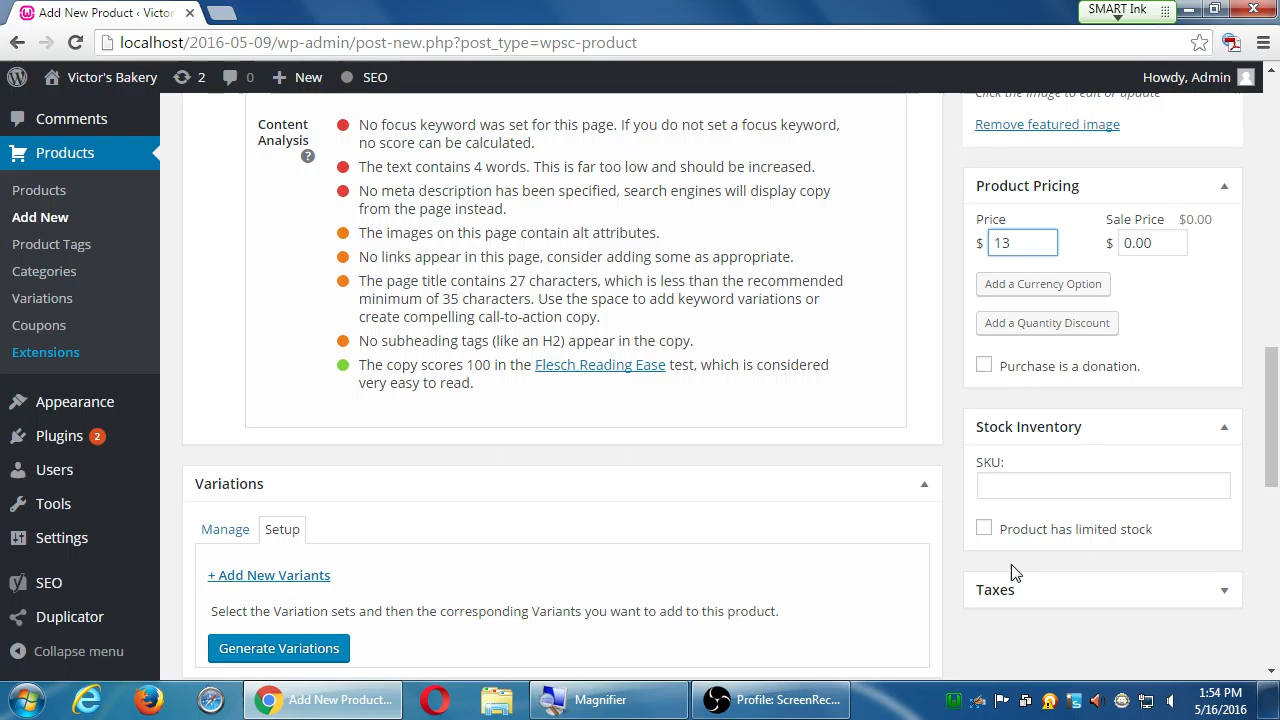 Add New Product ‹ Victor
SMART Ink
localhost/2016-05-09/wp-admin/post-new.php?post_type=wpsc-product
Victor's Bakery
2
0
New
SEO
Howdy, Admin
Comments
Products
Products
Add New
Product Tags
Categories
Variations
Coupons
Extensions
Appearance
Plugins 2
Users
Tools
Settings
SEO
Duplicator
Collapse menu
Content
Analysis
?
No focus keyword was set for this page. If you do not set a focus keyword,
no score can be calculated.
The text contains 4 words. This is far too low and should be increased.
No meta description has been specified, search engines will display copy
from the page instead.
The images on this page contain alt attributes.
No links appear in this page, consider adding some as appropriate.
The page title contains 27 characters, which is less than the recommended
minimum of 35 characters. Use the space to add keyword variations or
create compelling call-to-action copy.
No subheading tags (like an H2) appear in the copy.
The copy scores 100 in the Flesch Reading Ease test, which is considered
very easy to read.
Variations
Manage
Setup
+ Add New Variants
Select the Variation sets and then the corresponding Variants you want to add to this product.
Generate Variations
Click the image to edit or update
Remove featured image
Product Pricing
Price
Sale Price $0.00
$ 13
$ 0.00
Add a Currency Option
Add a Quantity Discount
Purchase is a donation.
Stock Inventory
SKU:
Product has limited stock
Taxes
Add New Product...
Magnifier
Profile: ScreenRec...
1:54 PM
5/16/2016